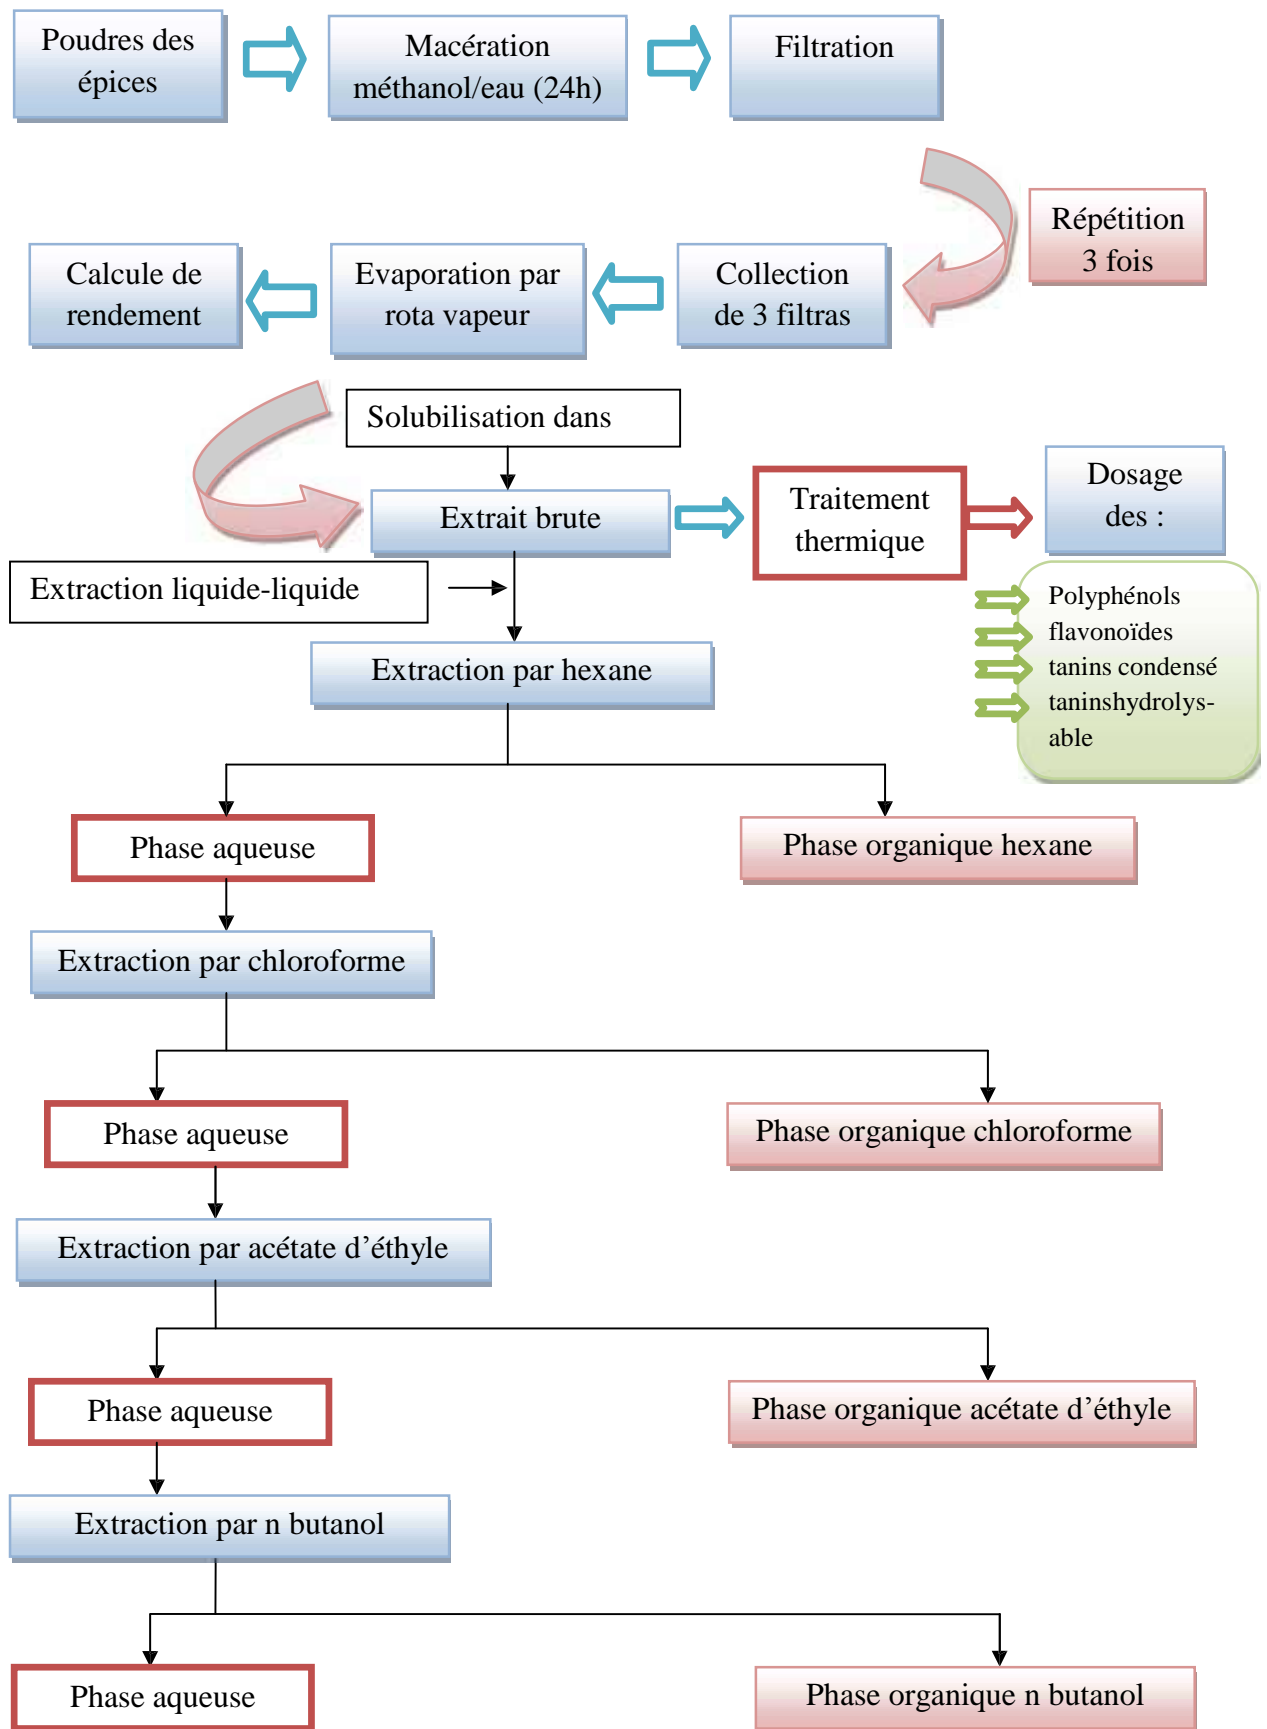 Poudres des
épices
Macération
méthanol/eau (24h)
Filtration
Répétition
3 fois
Calcule de
rendement
Evaporation par
rota vapeur
Collection
de 3 filtras
Solubilisation dans
Extrait brute
Traitement
thermique
Dosage
des :
Extraction liquide-liquide
Polyphénols
flavonoïdes
tanins condensé
taninshydrolys-
able
Extraction par hexane
Phase aqueuse
Phase organique hexane
Extraction par chloroforme
Phase aqueuse
Phase organique chloroforme
Extraction par acétate d’éthyle
Phase aqueuse
Phase organique acétate d’éthyle
Extraction par n butanol
Phase aqueuse
Phase organique n butanol